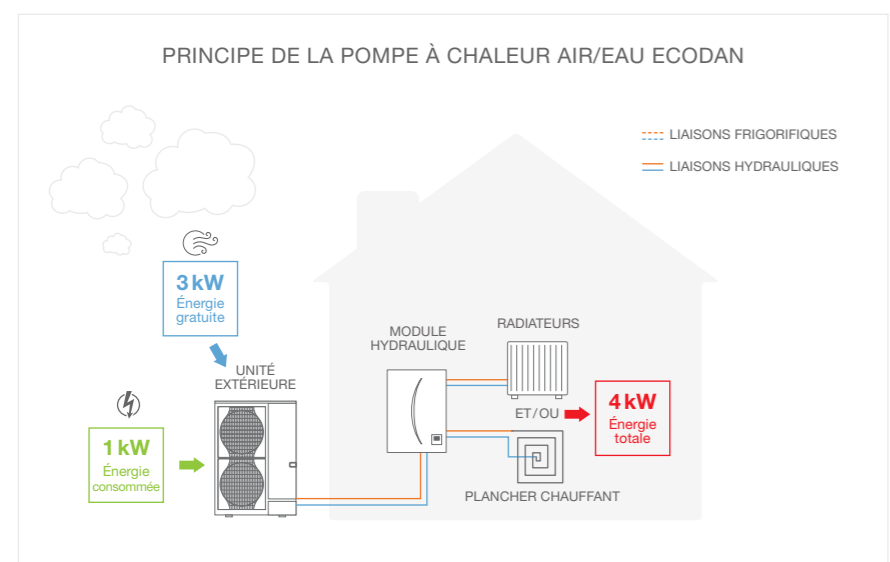 PRINCIPE DE LA POMPE À CHALEUR AIR/EAU ECODAN
LIAISONS FRIGORIFIQUES
LIAISONS HYDRAULIQUES
3 kW
Énergie
gratuite
UNITÉ
EXTÉRIEURE
1 kW
Énergie
consommée
MODULE
HYDRAULIQUE
RADIATEURS
ET/OU
PLANCHER CHAUFFANT
4 kW
Énergie
totale